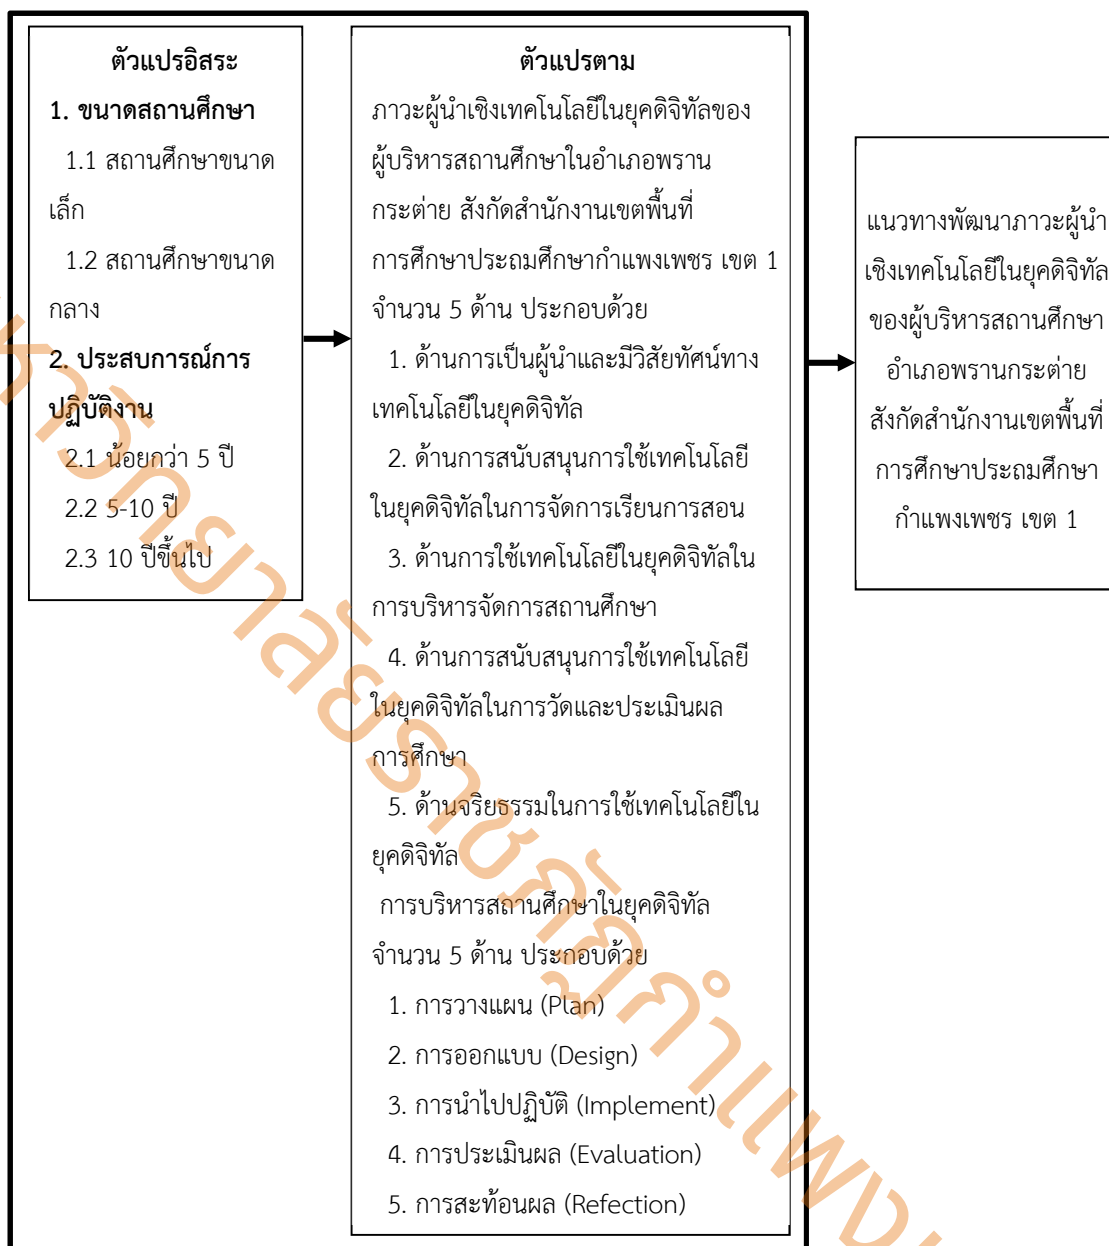 ตัวแปรอิสระ
1. ขนาดสถานศึกษา
1.1 สถานศึกษาขนาด
เล็ก
1.2 สถานศึกษาขนาด
กลาง
2. ประสบการณ์การ
ปฏิบัติงาน
2.1 น้อยกว่า 5 ปี
2.2 5-10 ปี
2.3 10 ปีขึ้นไป
ตัวแปรตาม
ภาวะผู้นำเชิงเทคโนโลยีในยุคดิจิทัลของ
ผู้บริหารสถานศึกษาในอำเภอพราน
กระต่าย สังกัดสำนักงานเขตพื้นที่
การศึกษาประถมศึกษากำแพงเพชร เขต 1
จำนวน 5 ด้าน ประกอบด้วย
1. ด้านการเป็นผู้นำและมีวิสัยทัศน์ทาง
เทคโนโลยีในยุคดิจิทัล
2. ด้านการสนับสนุนการใช้เทคโนโลยี
ในยุคดิจิทัลในการจัดการเรียนการสอน
3. ด้านการใช้เทคโนโลยีในยุคดิจิทัลใน
การบริหารจัดการสถานศึกษา
4. ด้านการสนับสนุนการใช้เทคโนโลยี
ในยุคดิจิทัลในการวัดและประเมินผล
การศึกษา
5. ด้านจริยธรรมในการใช้เทคโนโลยีใน
ยุคดิจิทัล
การบริหารสถานศึกษาในยุคดิจิทัล
จำนวน 5 ด้าน ประกอบด้วย
1. การวางแผน (Plan)
2. การออกแบบ (Design)
3. การนำไปปฏิบัติ (Implement)
4. การประเมินผล (Evaluation)
5. การสะท้อนผล (Refection)
แนวทางพัฒนาภาวะผู้นำ
เชิงเทคโนโลยีในยุคดิจิทัล
ของผู้บริหารสถานศึกษา
อำเภอพรานกระต่าย
สังกัดสำนักงานเขตพื้นที่
การศึกษาประถมศึกษา
กำแพงเพชร เขต 1